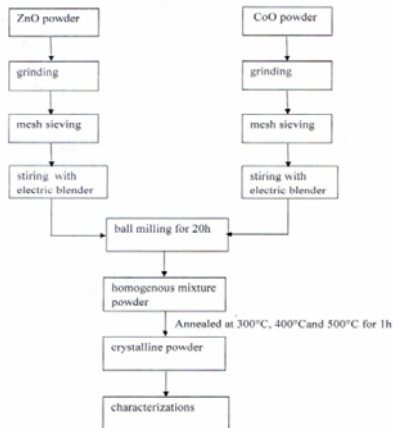 ZnO powder
CoO powder
grinding
grinding
mesh sieving
mesh sieving
stiring with
electric blender
stiring with
electric blender
ball milling for 20h
homogenous mixture
powder
Annealed at 300°C, 400°Cand 500°C for 1h
crystalline powder
characterizations